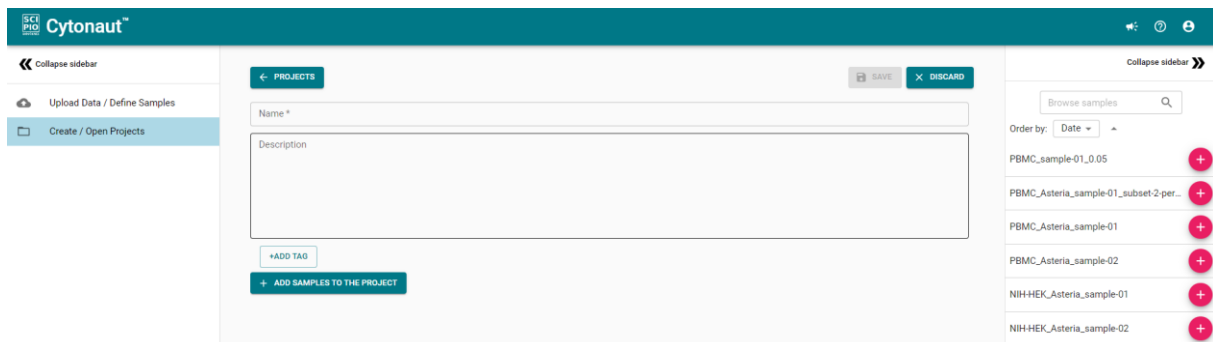 SCI
PIO
Cytonaut™
Collapse sidebar
Upload Data / Define Samples
Create / Open Projects
PROJECTS
SAVE
DISCARD
Name *
Description
+ADD TAG
+ ADD SAMPLES TO THE PROJECT
Collapse sidebar
Browse samples
Order by: Date
PBMC_sample-01_0.05
PBMC_Asteria_sample-01_subset-2-per...
PBMC_Asteria_sample-01
PBMC_Asteria_sample-02
NIH-HEK_Asteria_sample-01
NIH-HEK_Asteria_sample-02